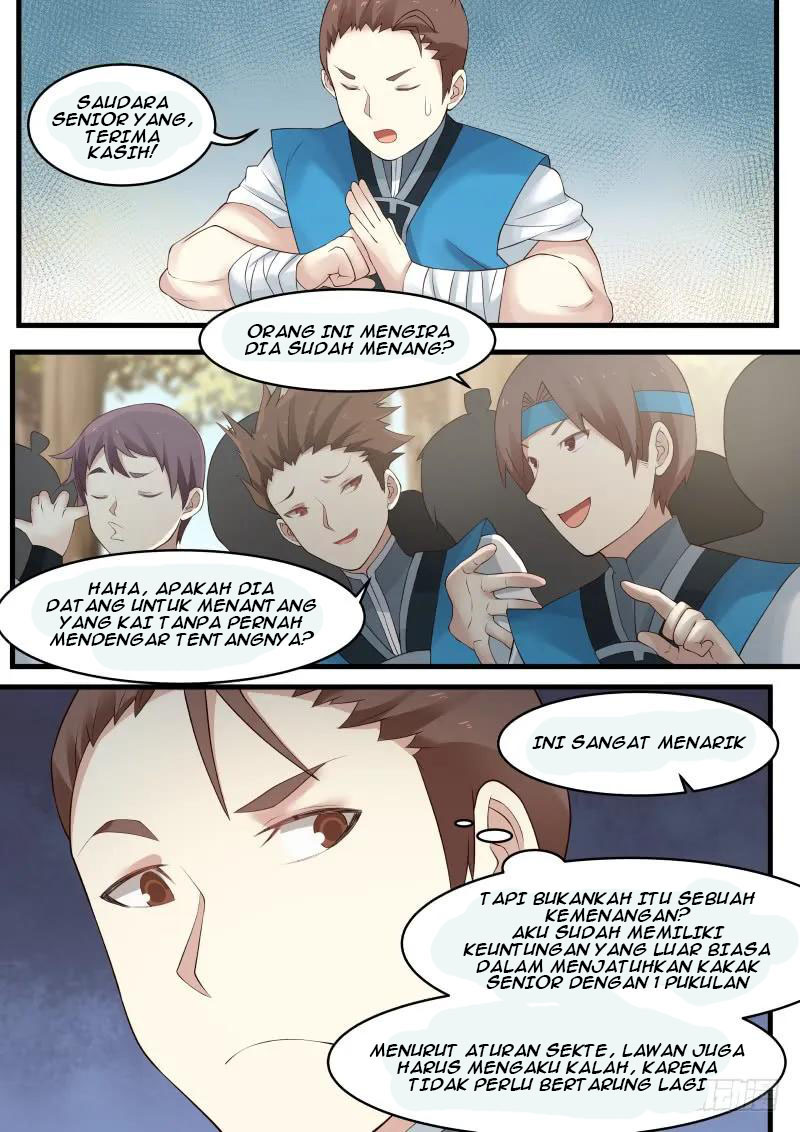 SAUDARA
SENIOR YANG,
TERIMA
KASIH!
ORANG INI MENGIRA
DIA SUDAH MENANG?
HAHA, APAKAH DIA
DATANG UNTUK MENANTANG
YANG KAI TANPA PERNAH
MENDENGAR TENTANGNYA?
INI SANGAT MENARIK
TAPI BUKANKAH ITU SEBUAH
KEMENANGAN?
AKU SUDAH MEMILIKI
KEUNTUNGAN YANG LUAR BIASA
DALAM MENJATUHKAN KAKAK
SENIOR DENGAN 1 PUKULAN
MENURUT ATURAN SEKTE, LAWAN JUGA
HARUS MENGAKU KALAH, KARENA
TIDAK PERLU BERTARUNG LAGI